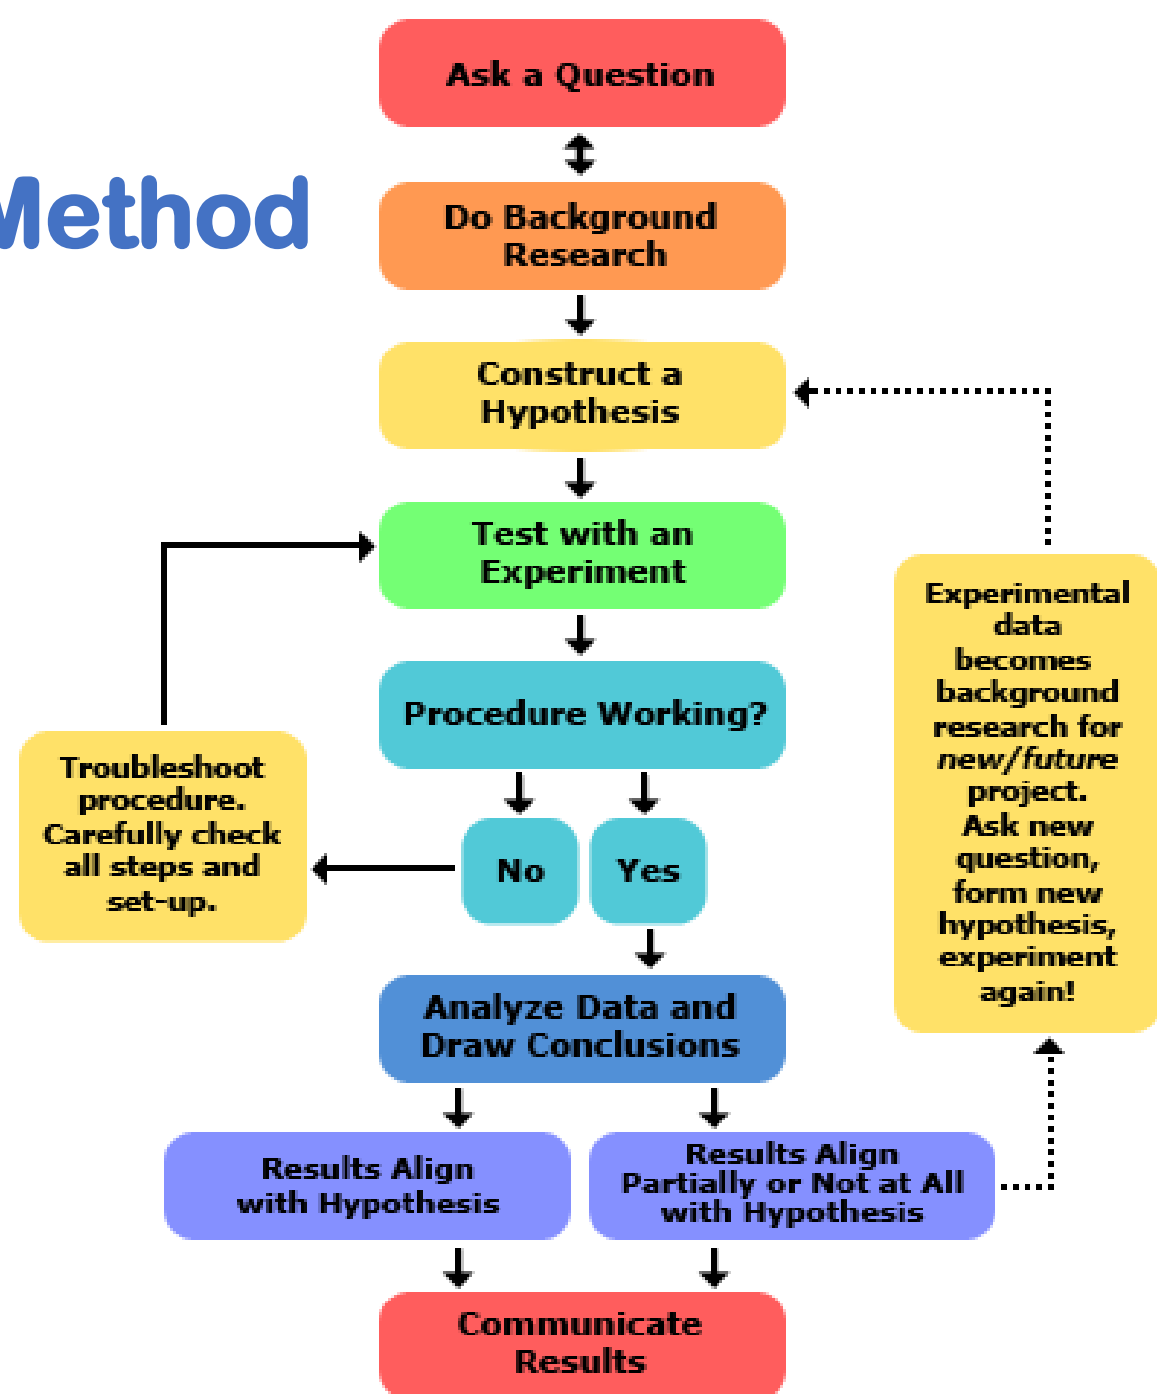 Ask a Question
Method
Do Background
Research
Construct a
Hypothesis
Test with an
Experiment
Procedure Working?
Troubleshoot
procedure.
Carefully check
all steps and
set-up.
No
Yes
Experimental
data
becomes
background
research for
new/future
project.
Ask new
question,
form new
hypothesis,
experiment
again!
Analyze Data and
Draw Conclusions
Results Align
with Hypothesis
Results Align
Partially or Not at All
with Hypothesis
Communicate
Results